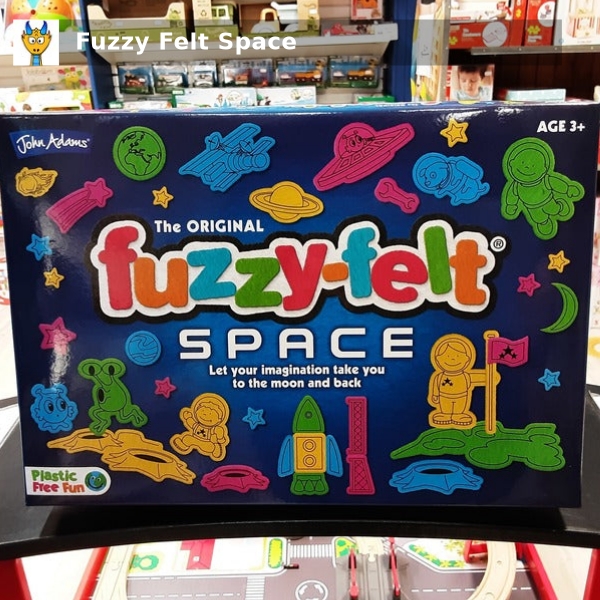 Fuzzy Felt Space
John Adams
AGE 3+
The ORIGINAL
fuzzy-felt®
SPACE
Let your imagination take you
to the moon and back
Plastic
Free Fun